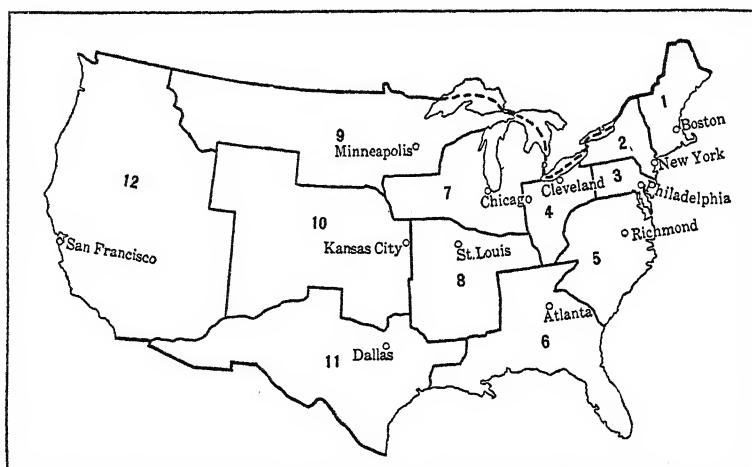 1
Boston
2
New York
9
Minneapolis
3
12
7
Chicago
Cleveland
Philadelphia
4
10
Richmond
San Francisco
Kansas City
St. Louis
5
8
Atlanta
Dallas
11
6